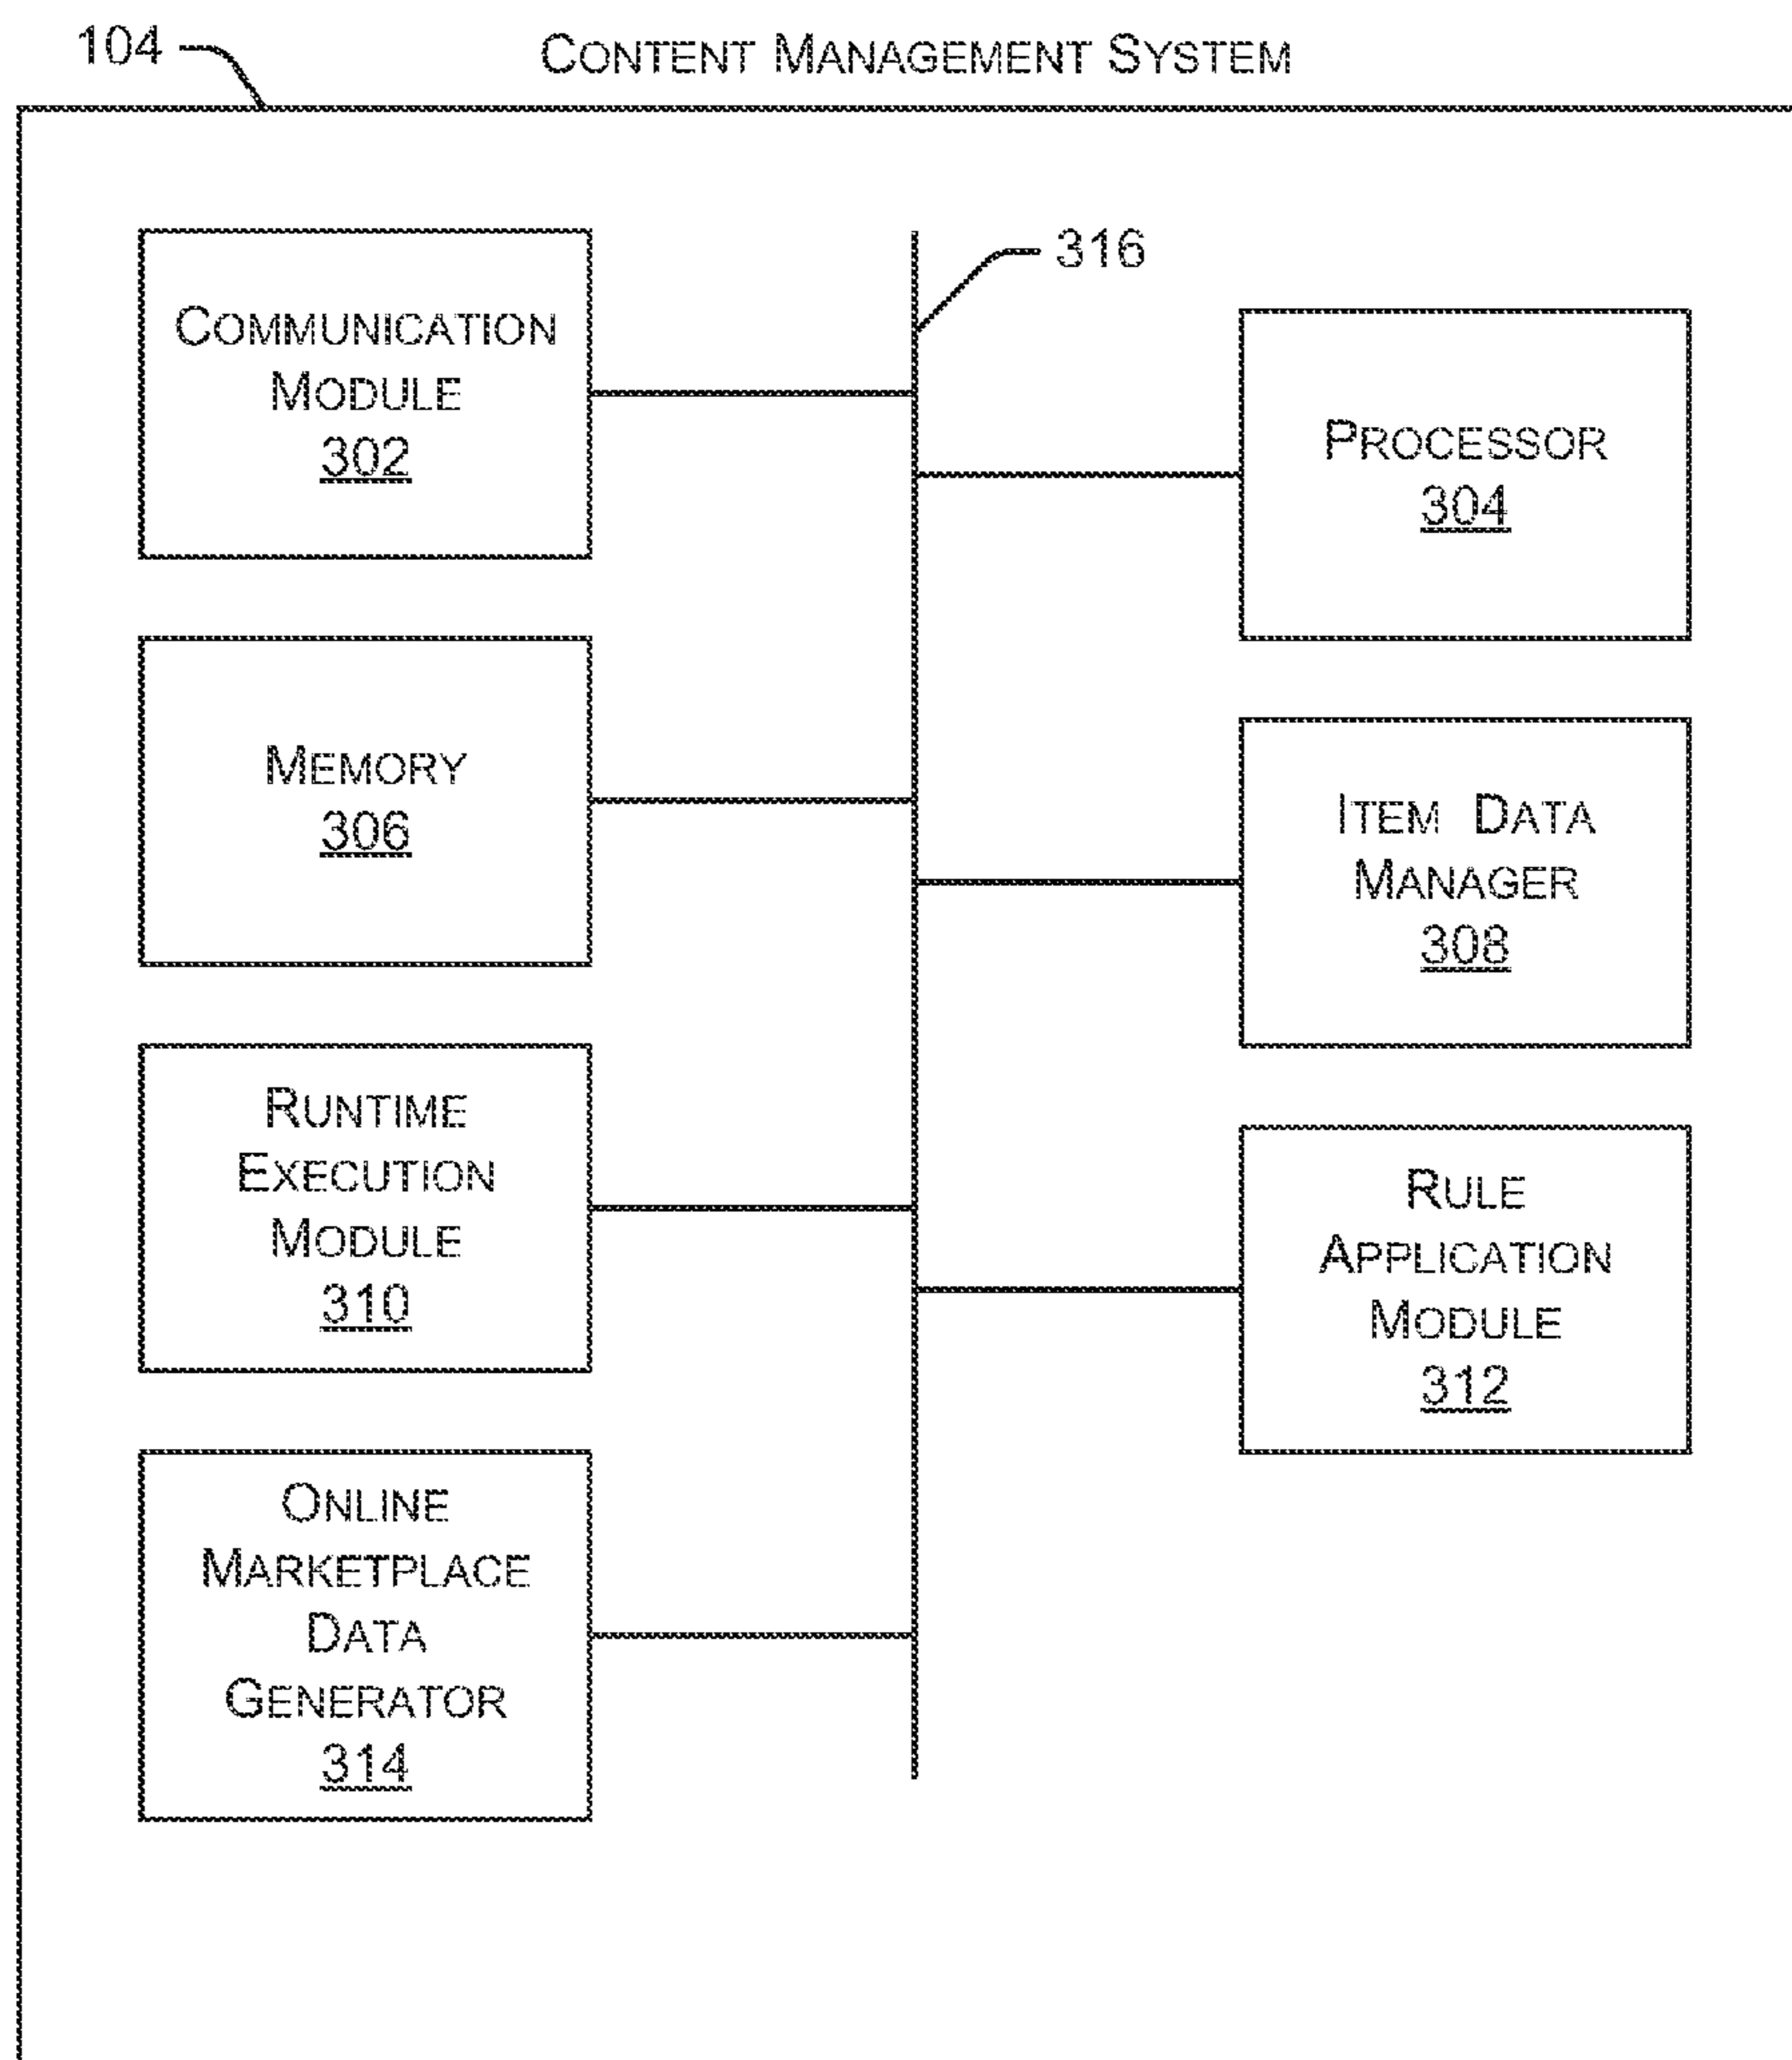 104
CONTENT MANAGEMENT SYSTEM
316
COMMUNICATION
MODULE
302
PROCESSOR
304
MEMORY
306
ITEM DATA
MANAGER
308
RUNTIME
EXECUTION
MODULE
310
RULE
APPLICATION
MODULE
312
ONLINE
MARKETPLACE
DATA
GENERATOR
314